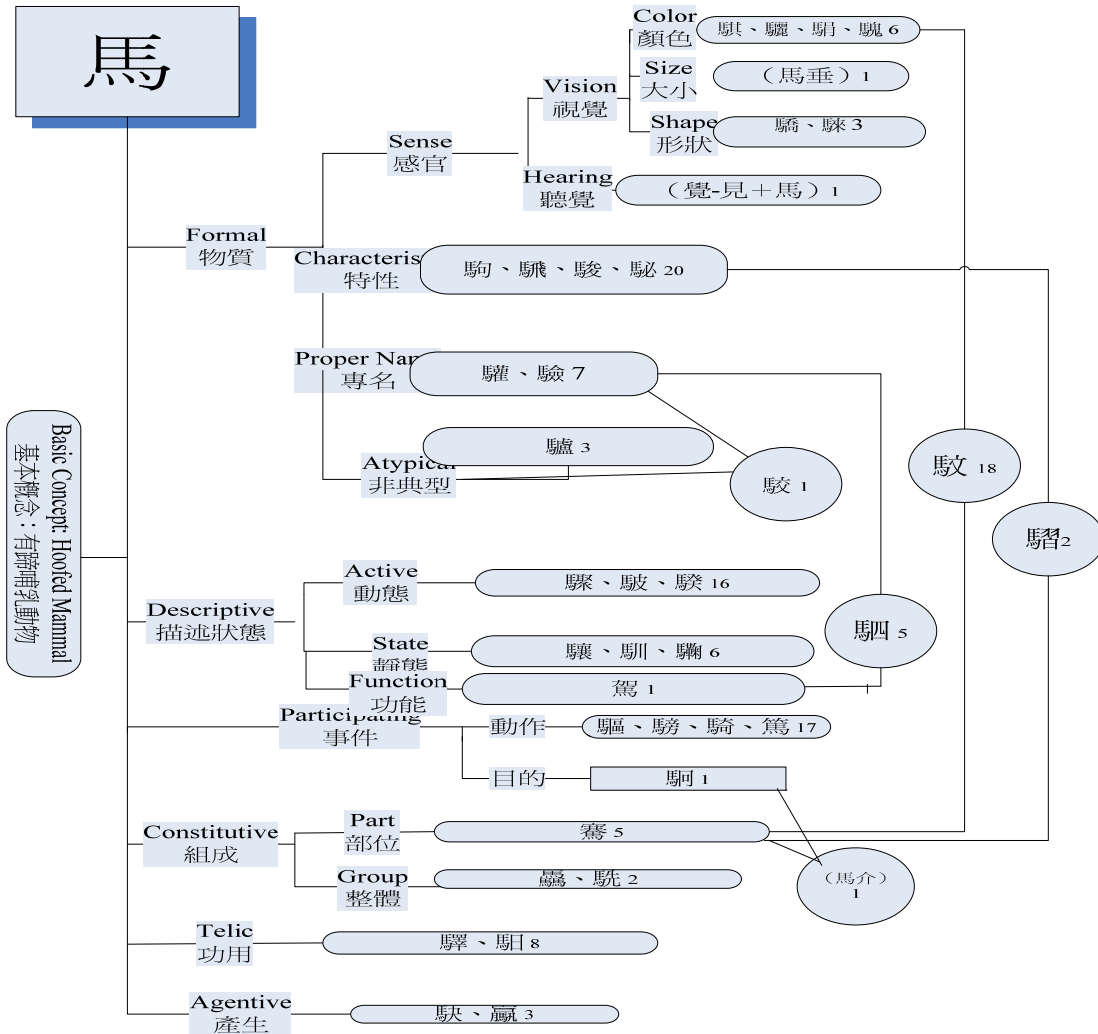 馬
Color
顏色
騏、驪、駽、騩 6
Size
大小
（馬垂）1
Vision
視覺
Shape
形狀
驕、騋 3
Sense
感官
Hearing
聽覺
（覺-見＋馬）1
Formal
物質
Characteris
特性
駒、騛、駿、駜 20
Proper Nam
專名
驩、驗 7
驢 3
Atypical
非典型
駮 1
駁 18
騽 2
Basic Concept: Hoofed Mammal
基本概念：有蹄哺乳動物
Active
動態
驟、駊、騤 16
Descriptive
描述狀態
駟 5
State
靜態
驤、馴、驧 6
Function
功能
駕 1
Participating
事件
動作
驅、騯、騎、篤 17
目的
駉 1
Constitutive
組成
Part
部位
騫 5
Group
整體
驫、駪 2
（馬介）
1
Telic
功用
驛、馹 8
Agentive
產生
駃、驘 3